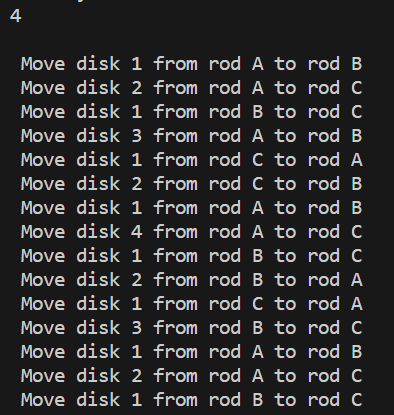 4
Move disk 1 from rod A to rod B
Move disk 2 from rod A to rod C
Move disk 1 from rod B to rod C
Move disk 3 from rod A to rod B
Move disk 1 from rod C to rod A
Move disk 2 from rod C to rod B
Move disk 1 from rod A to rod B
Move disk 4 from rod A to rod C
Move disk 1 from rod B to rod C
Move disk 2 from rod B to rod A
Move disk 1 from rod C to rod A
Move disk 3 from rod B to rod C
Move disk 1 from rod A to rod B
Move disk 2 from rod A to rod C
Move disk 1 from rod B to rod C